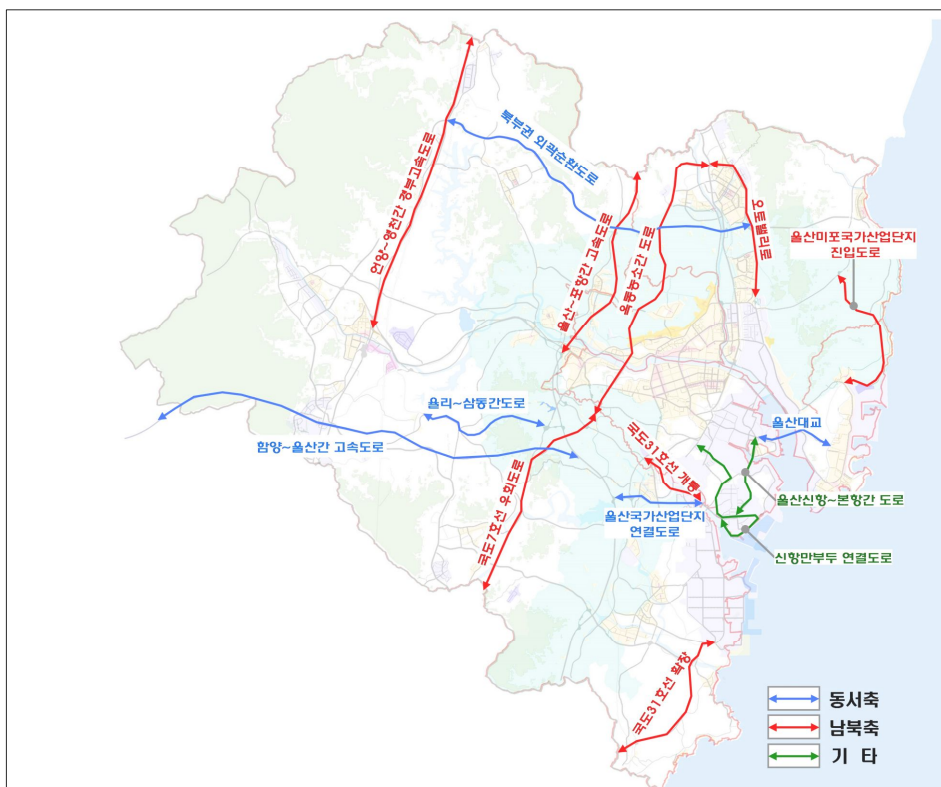 북부권 외곽순환도로
언양~영천간 경부고속도로
울산~포항간 고속도로
옥동농소간 도로
오토밸리로
울산미포국가산업단지
진입도로
율리~삼동간도로
함양~울산간 고속도로
국도7호선 우회도로
국도31호선 개통
울산대교
울산국가산업단지
연결도로
울산신항~본항간 도로
신항만부두 연결도로
국도31호선 확장
동서축
남북축
기 타